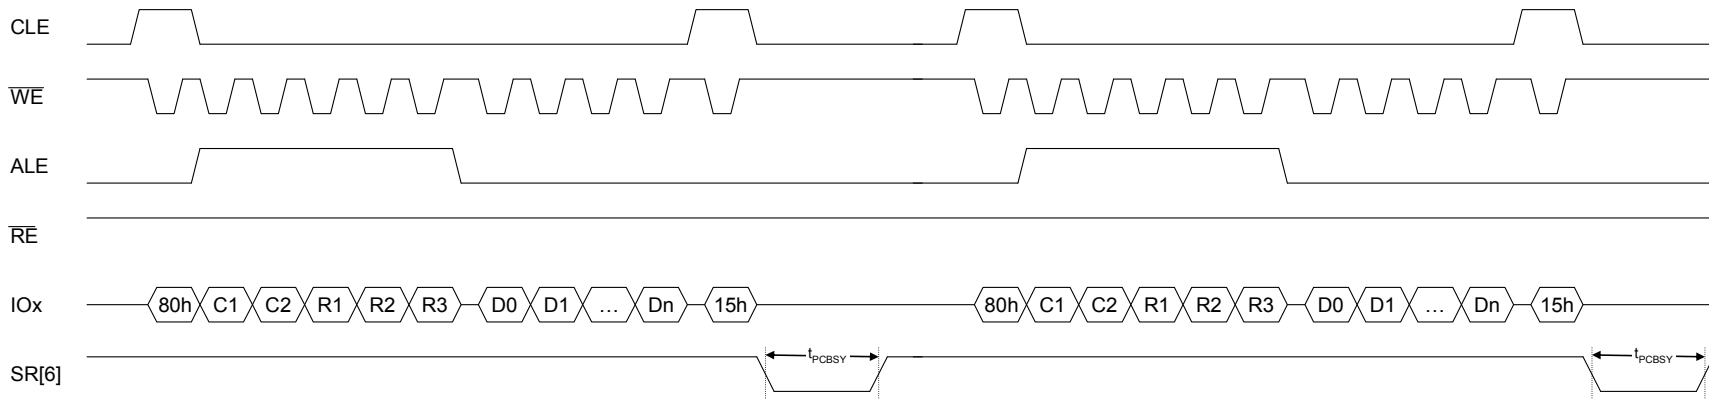 CLE
WE
ALE
RE
IOx 80h C1 C2 R1 R2 R3 D0 D1 ... Dn 15h 80h C1 C2 R1 R2 R3 D0 D1 ... Dn 15h
SR[6] tPCBSY tPCBSY